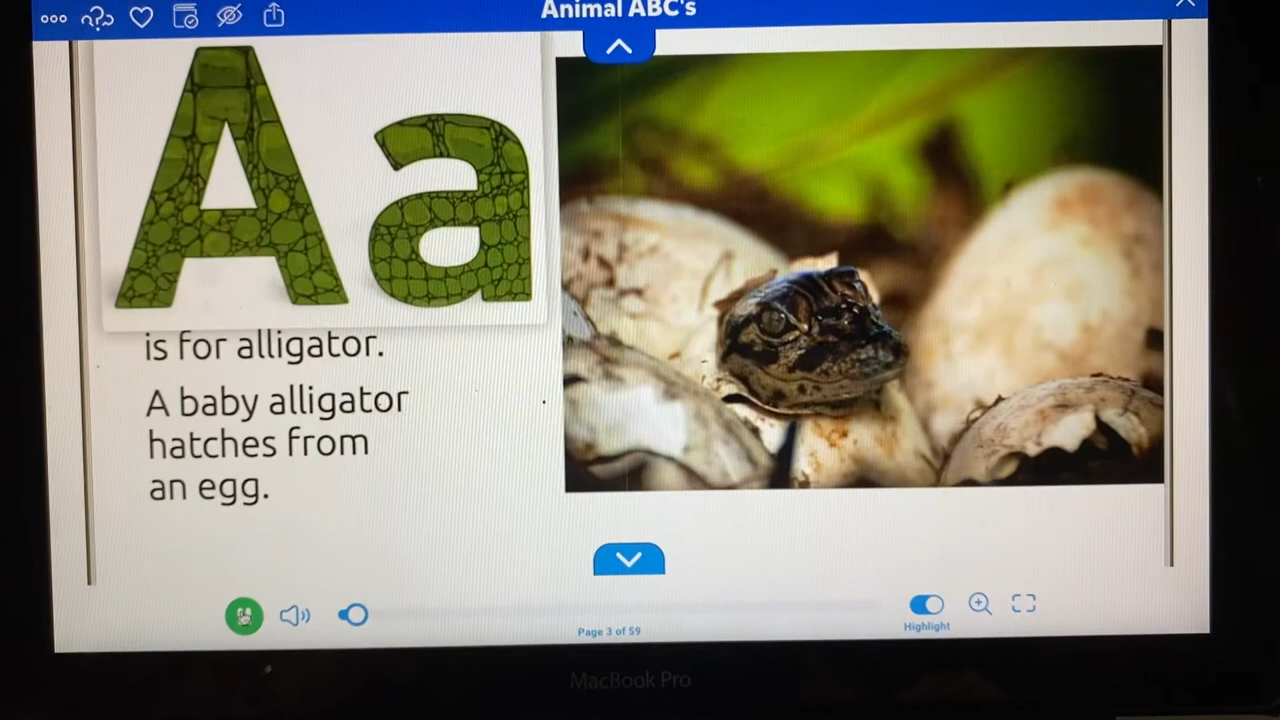 Animal ABC's
Aa
is for alligator.
A baby alligator
hatches from
an egg.
Page 3 of 59
Highlight
MacBook Pro